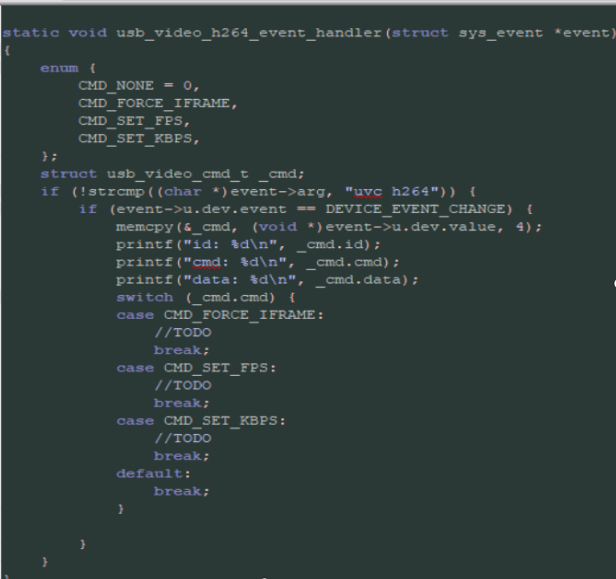 static void usb_video_h264_event_handler(struct sys_event *event)
{
    enum {
        CMD_NONE = 0,
        CMD_FORCE_IFRAME,
        CMD_SET_FPS,
        CMD_SET_KBPS,
    };
    struct usb_video_cmd_t _cmd;
    if (!strcmp((char *)event->arg, "uvc h264")) {
        if (event->u.dev.event == DEVICE_EVENT_CHANGE) {
            memcpy(&_cmd, (void *)event->u.dev.value, 4);
            printf("id: %d\n", _cmd.id);
            printf("cmd: %d\n", _cmd.cmd);
            printf("data: %d\n", _cmd.data);
            switch (_cmd.cmd) {
            case CMD_FORCE_IFRAME:
                //TODO
                break;
            case CMD_SET_FPS:
                //TODO
                break;
            case CMD_SET_KBPS:
                //TODO
                break;
            default:
                break;
            }
        }
    }
}